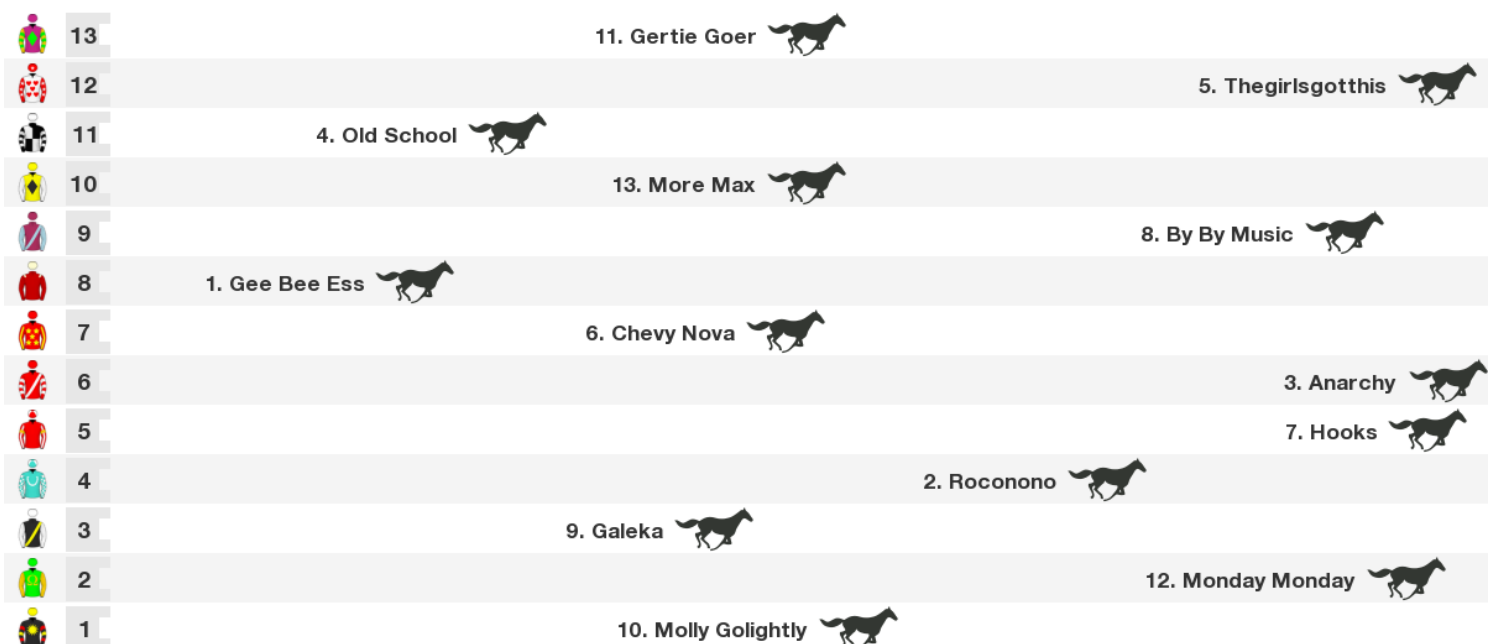 13 11. Gertie Goer
12 5. Thegirlsgotthis
11 4. Old School
10 13. More Max
9 8. By By Music
8 1. Gee Bee Ess
7 6. Chevy Nova
6 3. Anarchy
5 7. Hooks
4 2. Roconono
3 9. Galeka
2 12. Monday Monday
1 10. Molly Golightly